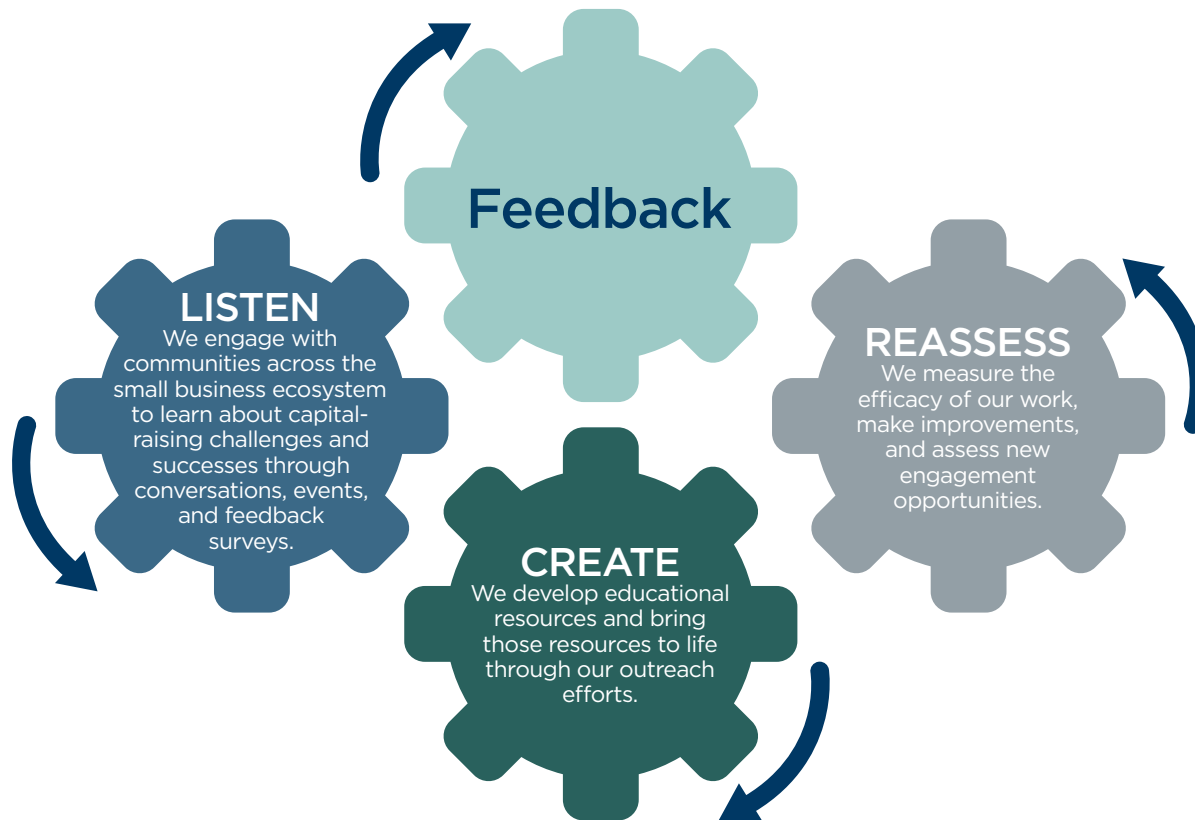 Feedback
LISTEN
We engage with
communities across the
small business ecosystem
to learn about capital-
raising challenges and
successes through
conversations, events,
and feedback
surveys.
CREATE
We develop educational
resources and bring
those resources to life
through our outreach
efforts.
REASSESS
We measure the
efficacy of our work,
make improvements,
and assess new
engagement
opportunities.